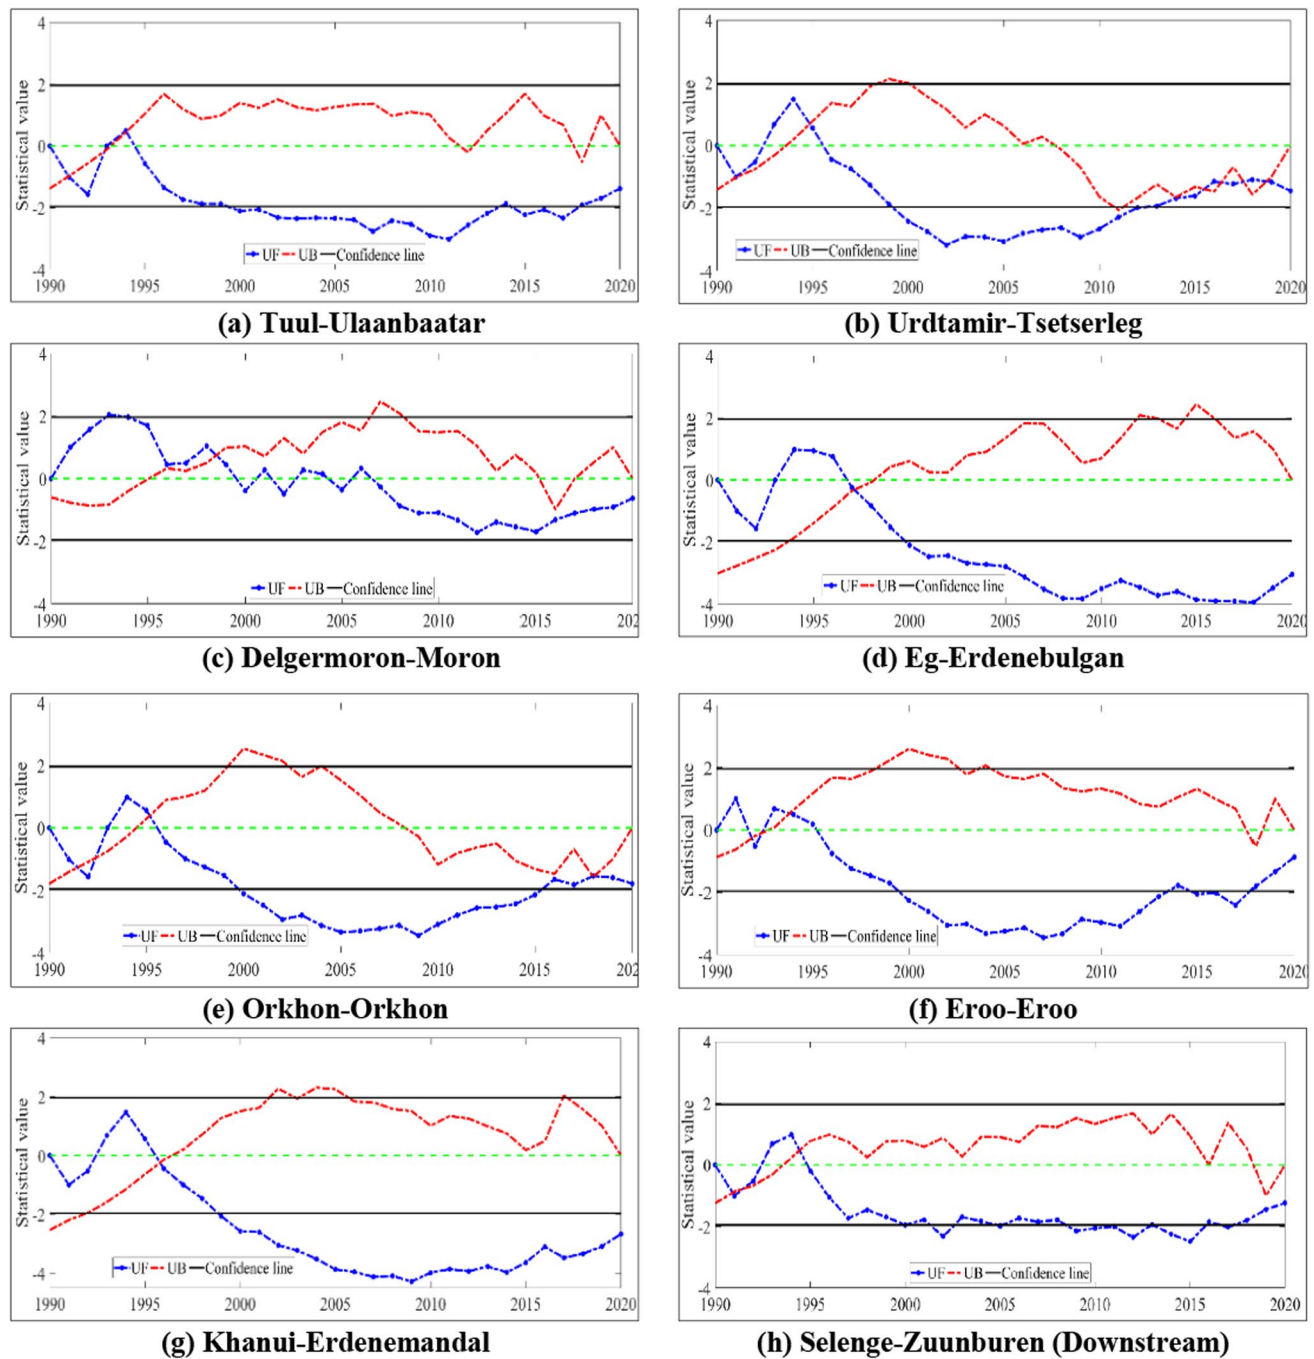 4
2
0
-2
-4
Statistical value
UF UB Confidence line
1990 1995 2000 2005 2010 2015 2020
(a) Tuul-Ulaanbaatar
4
2
0
-2
-4
Statistical value
UF UB Confidence line
1990 1995 2000 2005 2010 2015 2020
(b) Urdtamir-Tsetserleg
4
2
0
-2
-4
Statistical value
UF UB Confidence line
1990 1995 2000 2005 2010 2015 202
(c) Delgermoron-Moron
4
2
0
-2
-4
Statistical value
UF UB Confidence line
1990 1995 2000 2005 2010 2015 2020
(d) Eg-Erdenebulgan
4
2
0
-2
-4
Statistical value
UF UB Confidence line
1990 1995 2000 2005 2010 2015 202
(e) Orkhon-Orkhon
4
2
0
-2
-4
Statistical value
UF UB Confidence line
1990 1995 2000 2005 2010 2015 2020
(f) Eroo-Eroo
4
2
0
-2
-4
Statistical value
UF UB Confidence line
1990 1995 2000 2005 2010 2015 2020
(g) Khanui-Erdenemandal
4
2
0
-2
-4
Statistical value
UF UB Confidence line
1990 1995 2000 2005 2010 2015 2020
(h) Selenge-Zuunburen (Downstream)